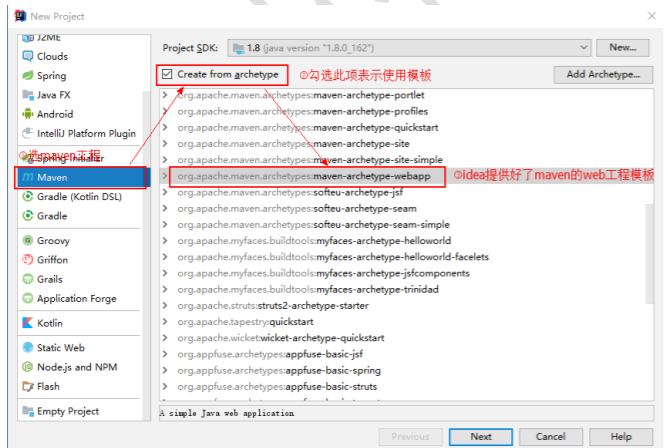 New Project
J2ME
Clouds
Spring
Java FX
Android
IntelliJ Platform Plugin
Spring Initializr
①选maven工程
Maven
Gradle (Kotlin DSL)
Gradle
Groovy
Griffon
Grails
Application Forge
Kotlin
Static Web
Node.js and NPM
Flash
Empty Project
Project SDK: 1.8 (java version "1.8.0_162") New...
Create from archetype ①勾选此项表示使用模板 Add Archetype...
org.apache.maven.archetypes:maven-archetype-portlet
org.apache.maven.archetypes:maven-archetype-profiles
org.apache.maven.archetypes:maven-archetype-quickstart
org.apache.maven.archetypes:maven-archetype-site
org.apache.maven.archetypes:maven-archetype-site-simple
org.apache.maven.archetypes:maven-archetype-webapp ①idea提供好了maven的web工程模板
org.apache.maven.archetypes:softeu-archetype-jsf
org.apache.maven.archetypes:softeu-archetype-seam
org.apache.maven.archetypes:softeu-archetype-seam-simple
org.apache.myfaces.buildtools:myfaces-archetype-helloworld
org.apache.myfaces.buildtools:myfaces-archetype-helloworld-facelets
org.apache.myfaces.buildtools:myfaces-archetype-jsfcomponents
org.apache.myfaces.buildtools:myfaces-archetype-trinidad
org.apache.struts:struts2-archetype-starter
org.apache.tapestry:quickstart
org.apache.wicket:wicket-archetype-quickstart
org.appfuse.archetypes:appfuse-basic-jsf
org.appfuse.archetypes:appfuse-basic-spring
org.appfuse.archetypes:appfuse-basic-struts
A simple Java web application
Previous Next Cancel Help